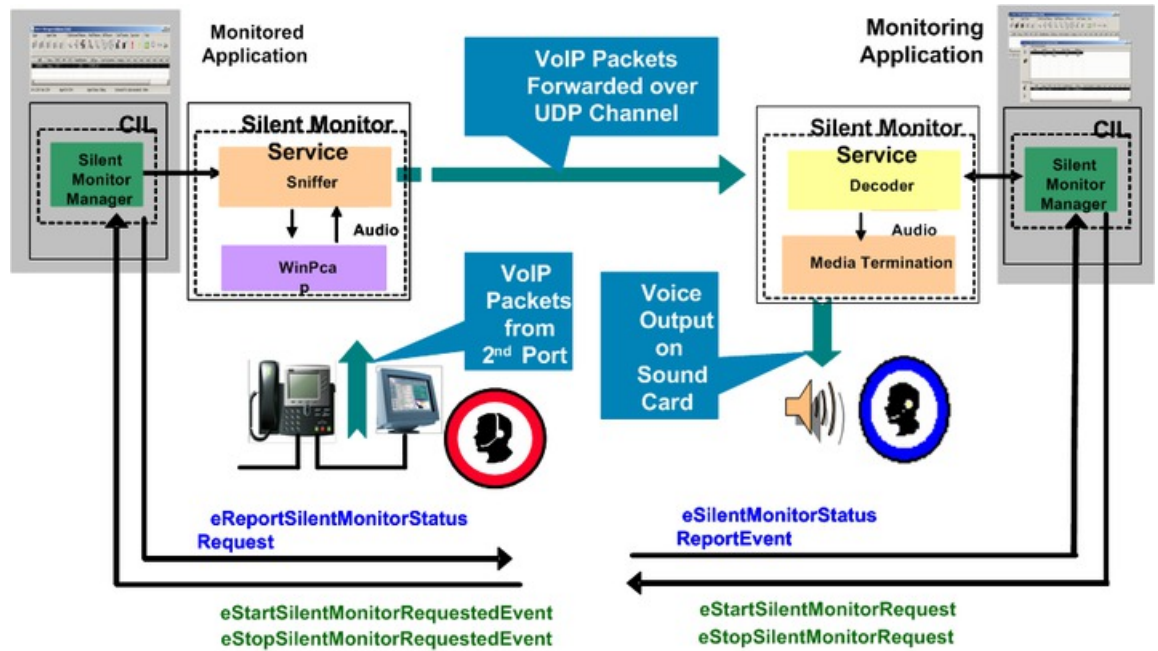 Monitored
Application
VoIP Packets
Forwarded over
UDP Channel
Monitoring
Application
CIL
Silent
Monitor
Manager
Silent Monitor
Service
Sniffer
Audio
WinPca
p
Silent Monitor
Service
Decoder
Audio
Media Termination
CIL
Silent
Monitor
Manager
VoIP
Packets
from
2nd Port
Voice
Output
on
Sound
Card
eReportSilentMonitorStatus
Request
eSilentMonitorStatus
ReportEvent
eStartSilentMonitorRequestedEvent
eStopSilentMonitorRequestedEvent
eStartSilentMonitorRequest
eStopSilentMonitorRequest